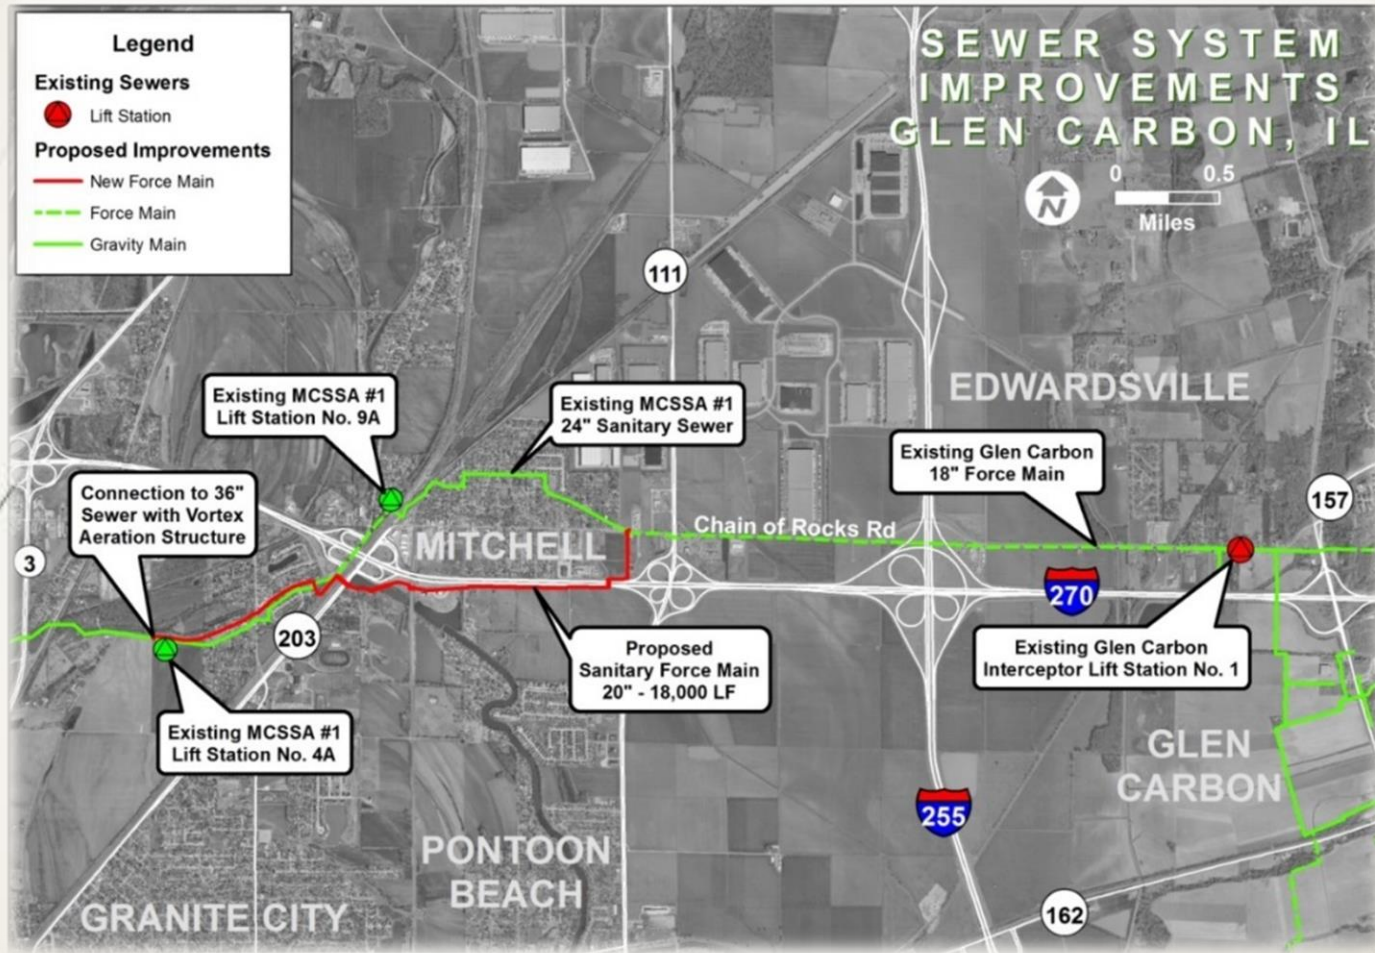 Legend
Existing Sewers
Lift Station
Proposed Improvements
New Force Main
Force Main
Gravity Main
SEWER SYSTEM
IMPROVEMENTS
GLEN CARBON, IL
N
0 0.5
Miles
111
Existing MCSSA #1
Lift Station No. 9A
Existing MCSSA #1
24" Sanitary Sewer
EDWARDSVILLE
Existing Glen Carbon
18" Force Main
Connection to 36"
Sewer with Vortex
Aeration Structure
157
Chain of Rocks Rd
MITCHELL
3
270
203
Proposed
Sanitary Force Main
20" - 18,000 LF
Existing Glen Carbon
Interceptor Lift Station No. 1
Existing MCSSA #1
Lift Station No. 4A
GLEN
CARBON
255
PONTOON
BEACH
GRANITE CITY
162